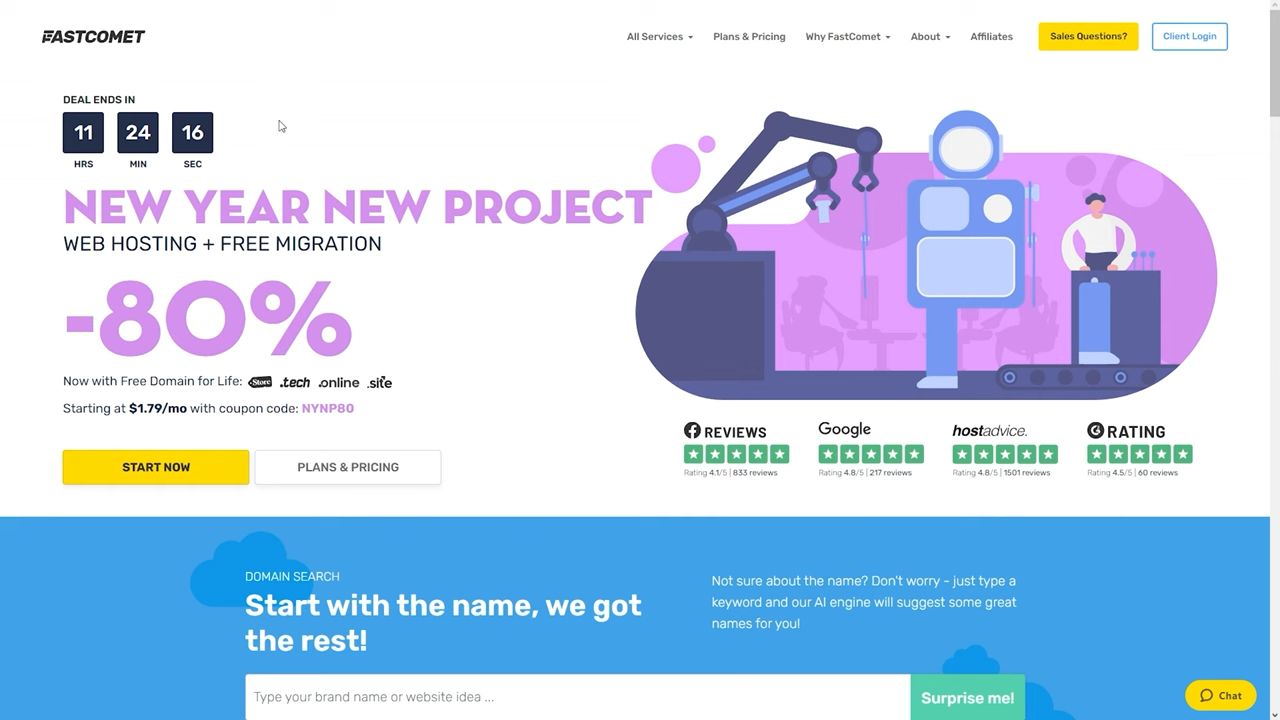 FASTCOMET
All Services
Plans & Pricing
Why FastComet
About
Affiliates
Sales Questions?
Client Login
DEAL ENDS IN
11 24 16
HRS MIN SEC
NEW YEAR NEW PROJECT
WEB HOSTING + FREE MIGRATION
-80%
Now with Free Domain for Life: .Store .tech .online .site
Starting at $1.79/mo with coupon code: NYNP80
START NOW
PLANS & PRICING
REVIEWS
Rating 4.1/5 | 833 reviews
Google
Rating 4.8/5 | 217 reviews
hostadvice.
Rating 4.8/5 | 1501 reviews
RATING
Rating 4.5/5 | 60 reviews
DOMAIN SEARCH
Start with the name, we got
the rest!
Not sure about the name? Don't worry - just type a
keyword and our AI engine will suggest some great
names for you!
Type your brand name or website idea ...
Surprise me!
Chat